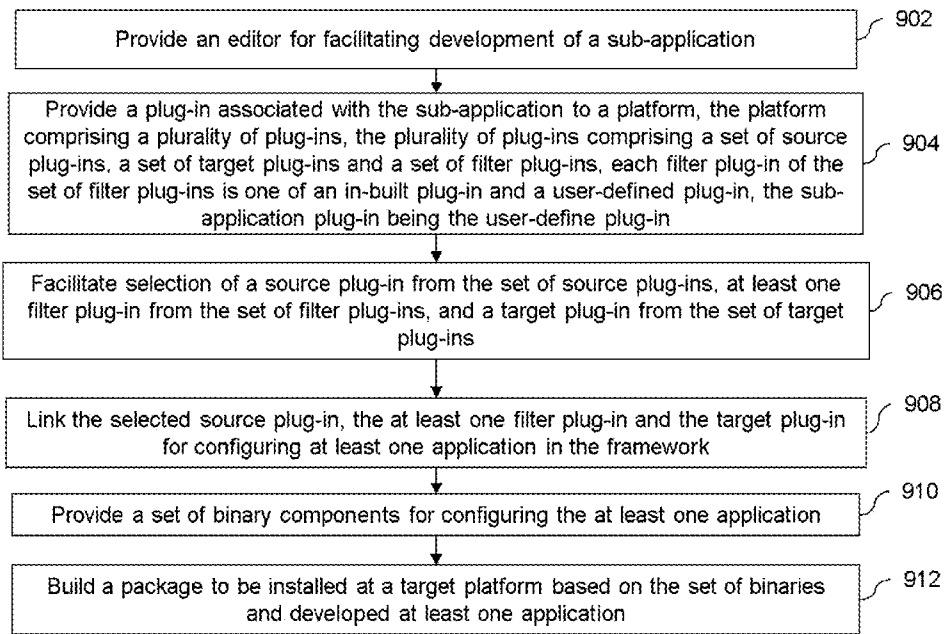 Provide an editor for facilitating development of a sub-application
902
Provide a plug-in associated with the sub-application to a platform, the platform
comprising a plurality of plug-ins, the plurality of plug-ins comprising a set of source
plug-ins, a set of target plug-ins and a set of filter plug-ins, each filter plug-in of the
set of filter plug-ins is one of an in-built plug-in and a user-defined plug-in, the sub-
application plug-in being the user-define plug-in
904
Facilitate selection of a source plug-in from the set of source plug-ins, at least one
filter plug-in from the set of filter plug-ins, and a target plug-in from the set of target
plug-ins
906
Link the selected source plug-in, the at least one filter plug-in and the target plug-in
for configuring at least one application in the framework
908
Provide a set of binary components for configuring the at least one application
910
Build a package to be installed at a target platform based on the set of binaries
and developed at least one application
912